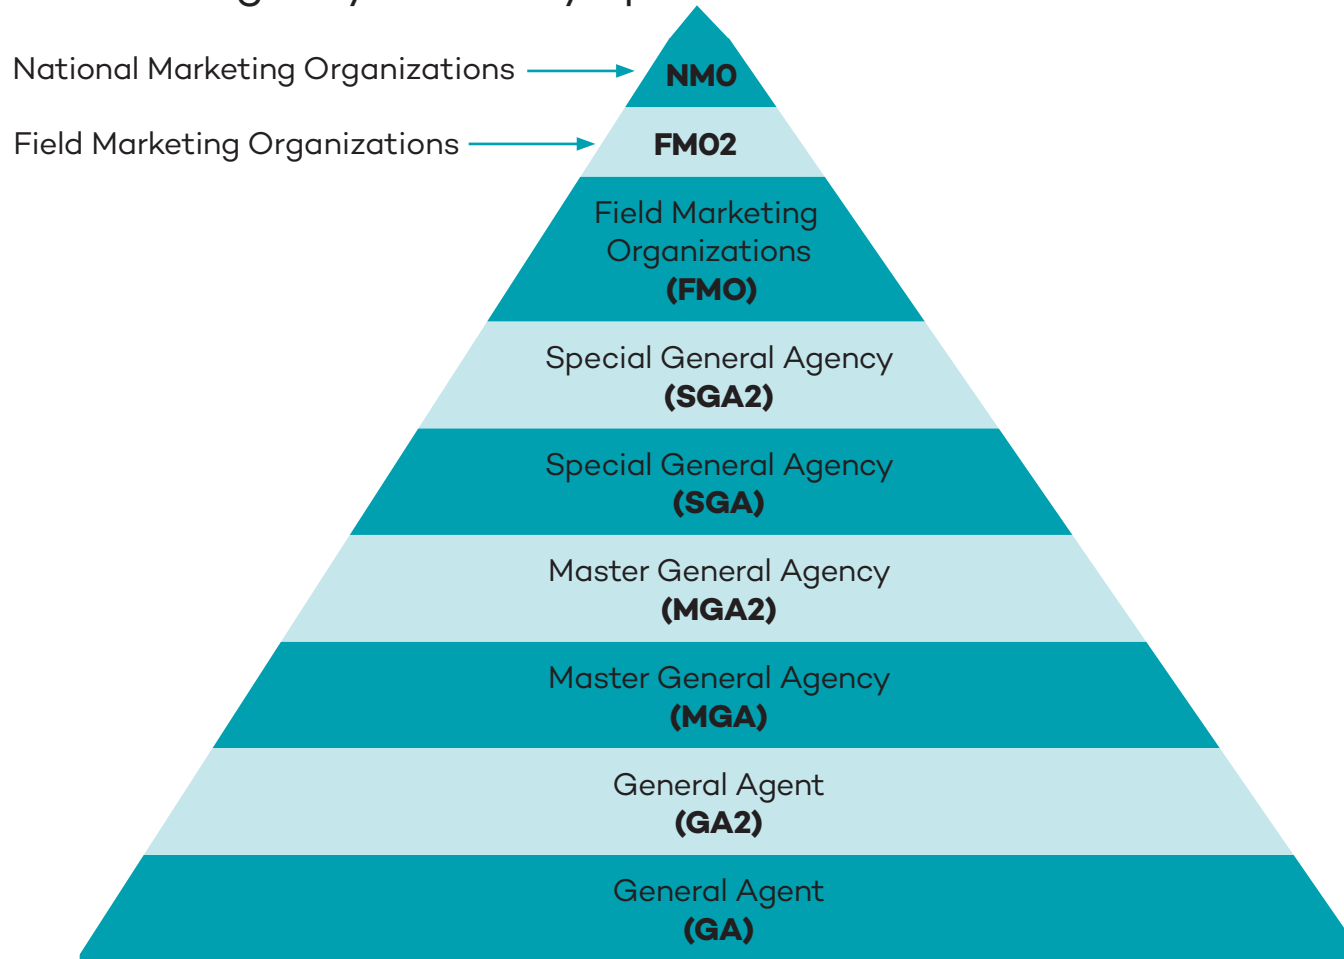 National Marketing Organizations
NMO
Field Marketing Organizations
FMO2
Field Marketing
Organizations
(FMO)
Special General Agency
(SGA2)
Special General Agency
(SGA)
Master General Agency
(MGA2)
Master General Agency
(MGA)
General Agent
(GA2)
General Agent
(GA)